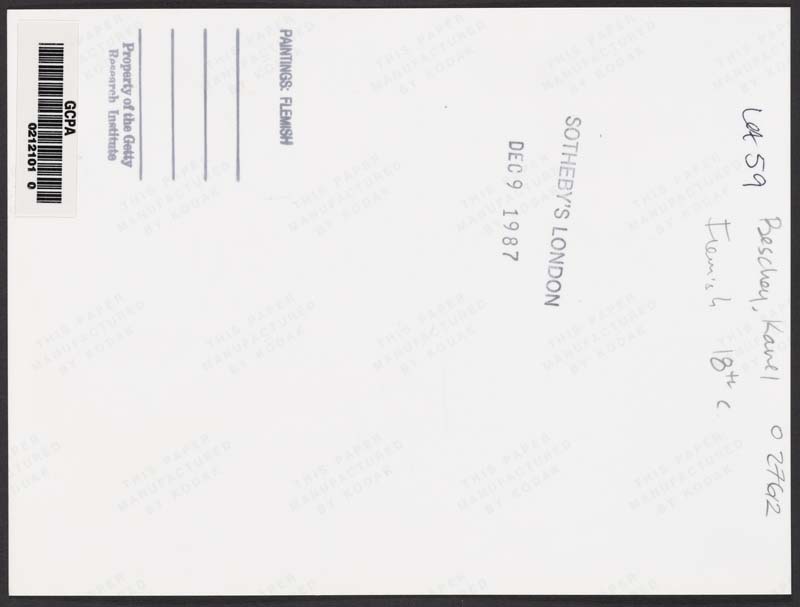 Lot 59
Beschey, Karel 0 27612
Flemish 18th c.
SOTHEBY'S LONDON
DEC 9 1987
PAINTINGS: FLEMISH
Property of the Getty
Research Institute
GCPA
0212101 0
THIS PAPER
MANUFACTURED
BY KODAK